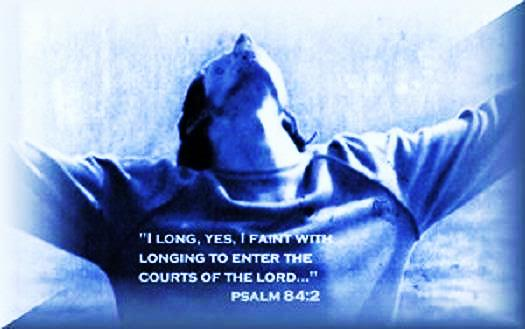 "I LONG, YES, I FAINT WITH
LONGING TO ENTER THE
COURTS OF THE LORD..."
PSALM 84:2